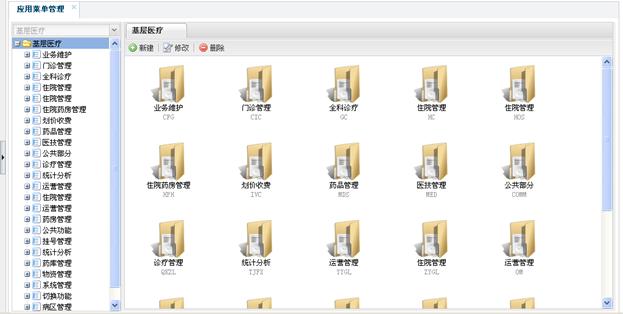 应用菜单管理
基层医疗
基层医疗
业务维护
门诊管理
全科诊疗
住院管理
住院管理
住院药房管理
划价收费
药品管理
医技管理
公共部分
诊疗管理
统计分析
运营管理
住院管理
运营管理
药房管理
公共功能
挂号管理
统计分析
药库管理
物资管理
系统管理
切换功能
病区管理
基层医疗
新建 修改 删除
业务维护 门诊管理 全科诊疗 住院管理 住院管理
CFG CIC GC HC HOS
住院药房管理 划价收费 药品管理 医技管理 公共部分
IVC MDS MED COMM
诊疗管理 统计分析 运营管理 住院管理 运营管理
QXZL TJFX YYGL ZYGL OM